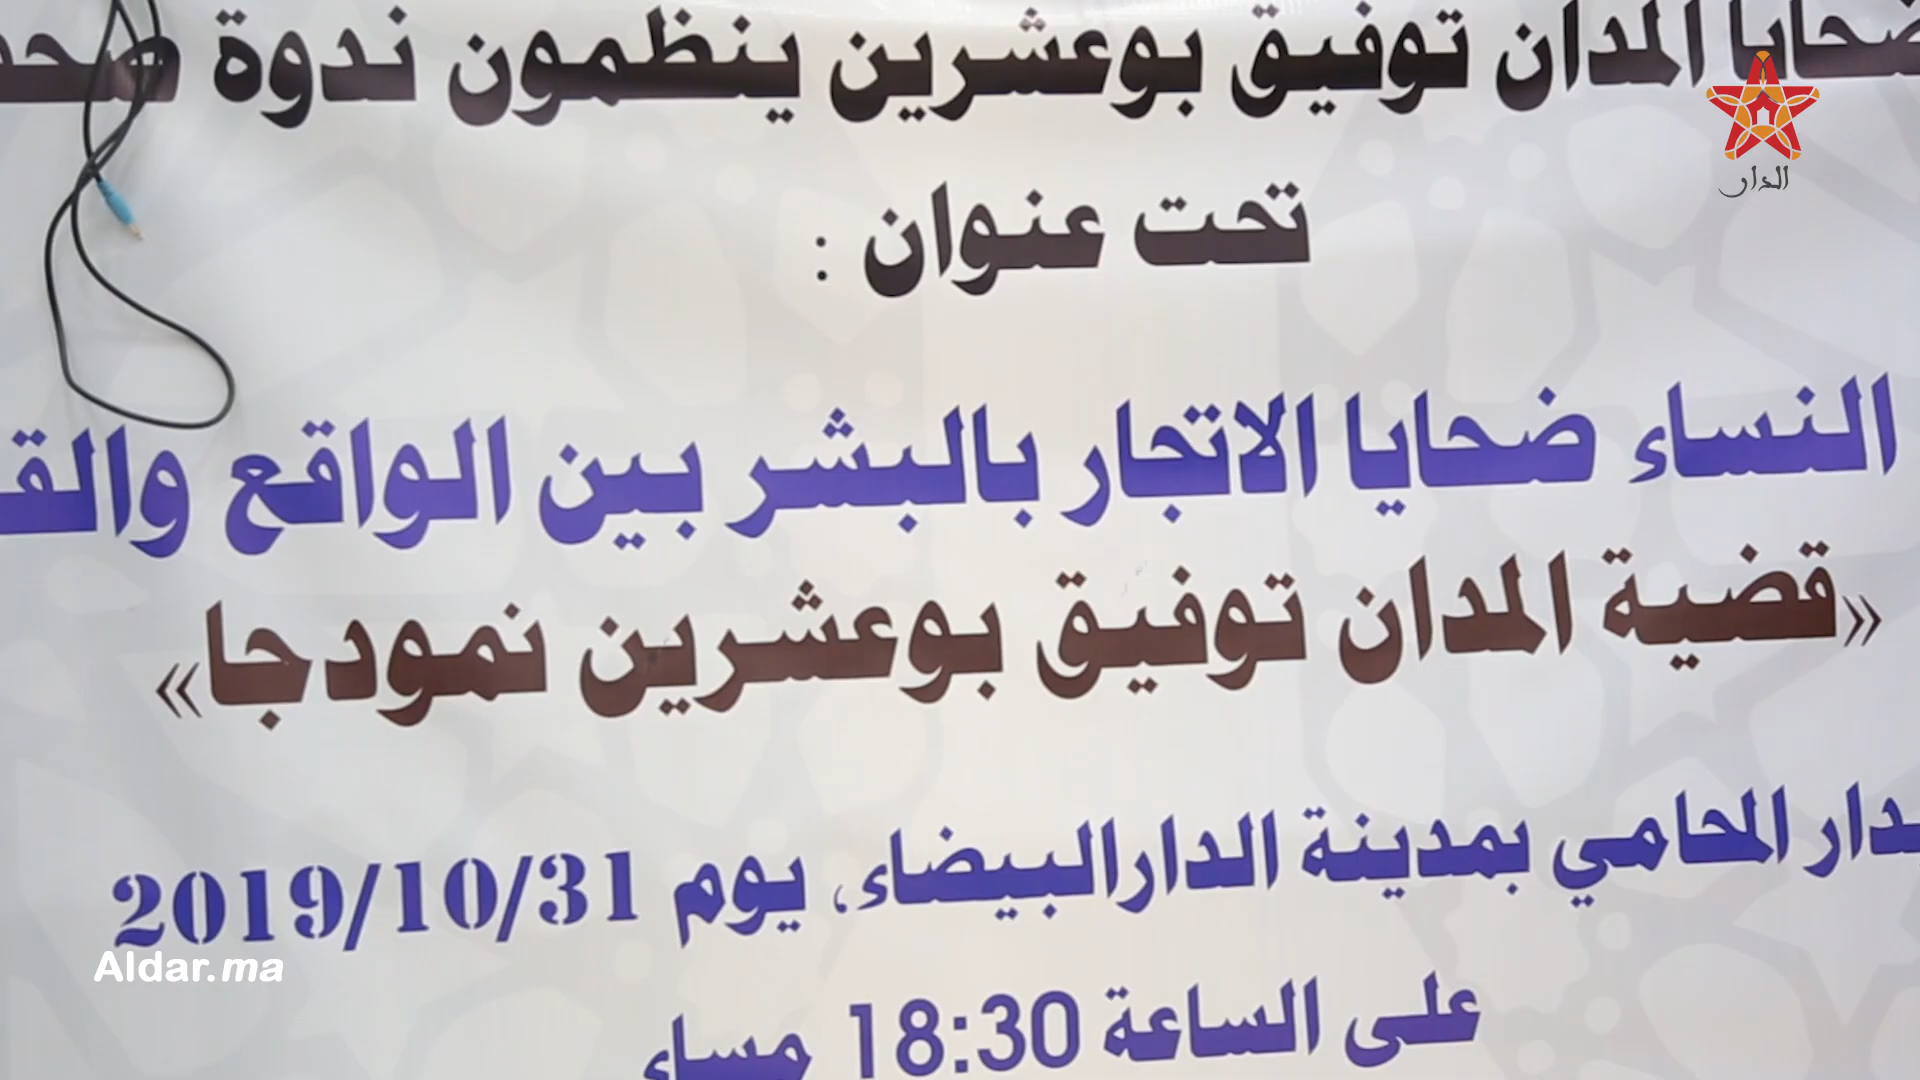 ضحايا المدان توفيق بوعشرين ينظمون ندوة
الدار
تحت عنوان :
النساء ضحايا الاتجار بالبشر بين الواقع
«قضية المدان توفيق بوعشرين نمودجا»
المحامي بمدينة الدارالبيضاء، يوم 2019/10/31
Aldar.ma
على الساعة 18:30 مساء